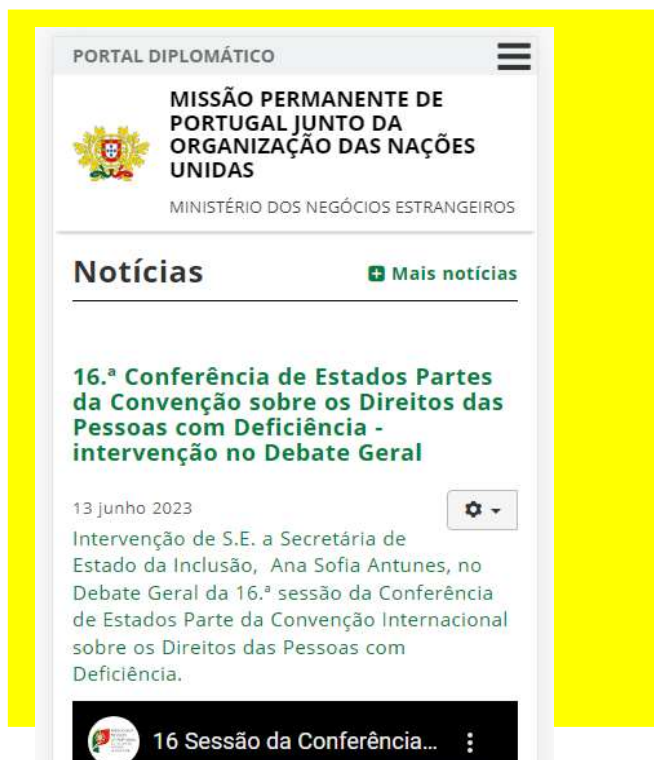 PORTAL DIPLOMÁTICO
MISSÃO PERMANENTE DE
PORTUGAL JUNTO DA
ORGANIZAÇÃO DAS NAÇÕES
UNIDAS
MINISTÉRIO DOS NEGÓCIOS ESTRANGEIROS
Notícias
Mais notícias
16.ª Conferência de Estados Partes
da Convenção sobre os Direitos das
Pessoas com Deficiência -
intervenção no Debate Geral
13 junho 2023
Intervenção de S.E. a Secretária de
Estado da Inclusão, Ana Sofia Antunes, no
Debate Geral da 16.ª sessão da Conferência
de Estados Parte da Convenção Internacional
sobre os Direitos das Pessoas com
Deficiência.
16 Sessão da Conferência...